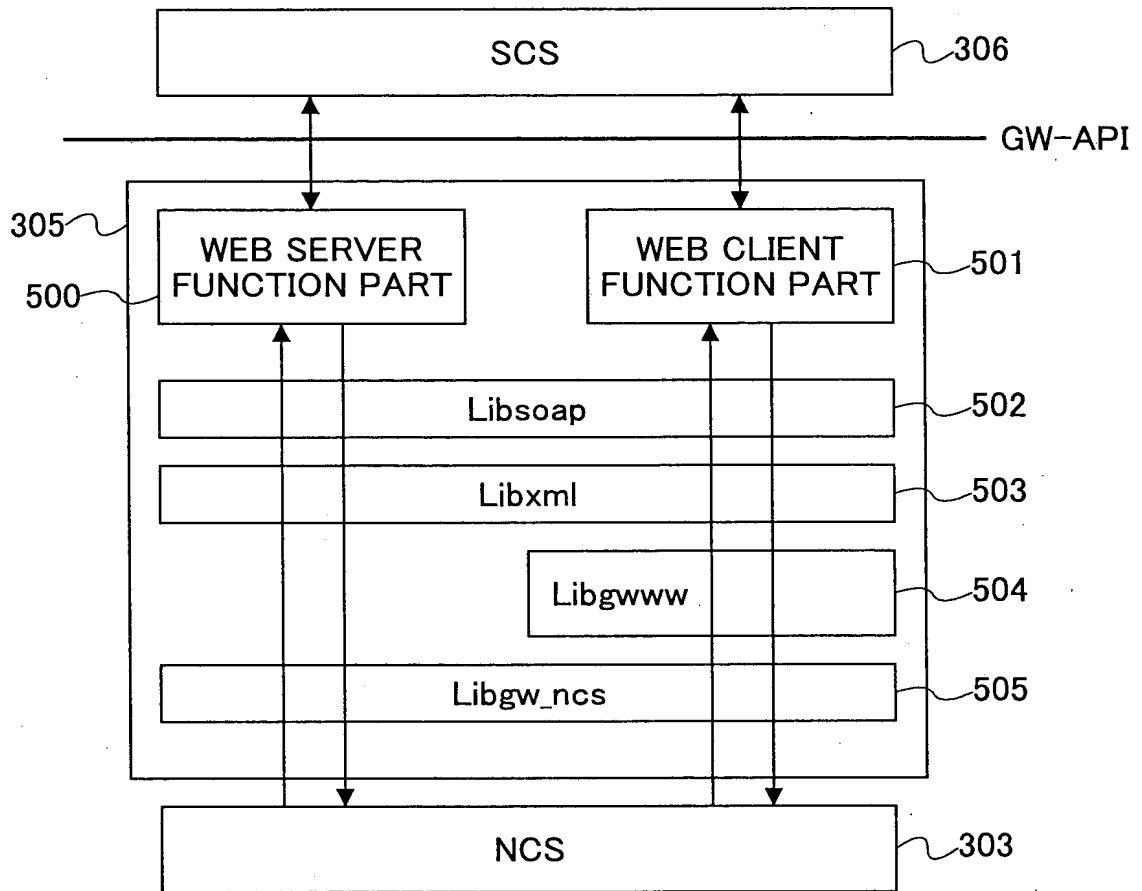 SCS
306
GW-API
305
WEB SERVER
FUNCTION PART
500
WEB CLIENT
FUNCTION PART
501
Libsoap
502
Libxml
503
Libgwww
504
Libgw_ncs
505
NCS
303